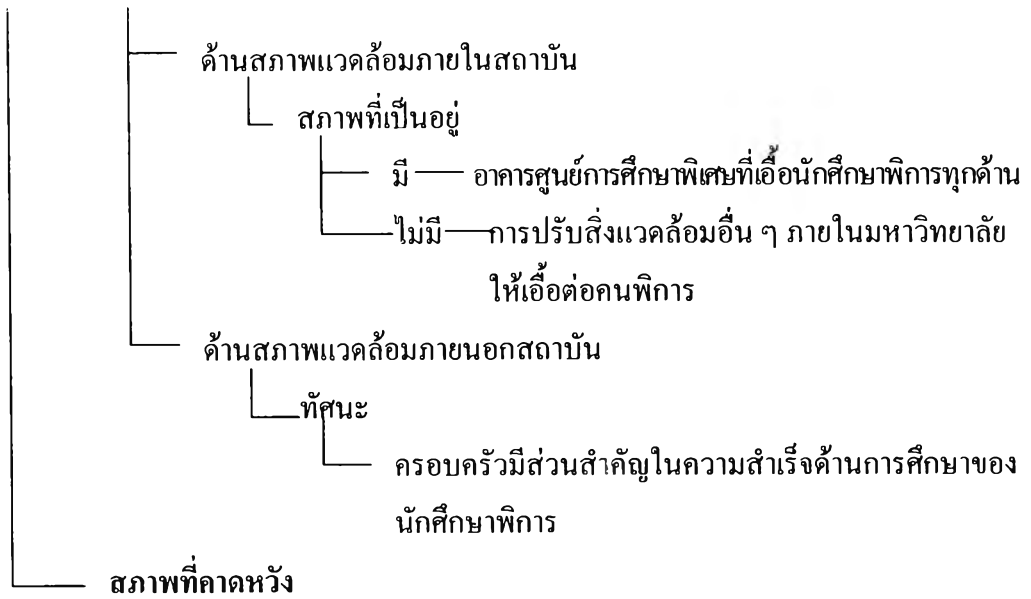 ด้านสภาพแวดล้อมภายในสถาบัน
สภาพที่เป็นอยู่
มี อาคารศูนย์การศึกษาพิเศษที่เอื้อนักศึกษาพิการทุกด้าน
ไม่มี การปรับสิ่งแวดล้อมอื่น ๆ ภายในมหาวิทยาลัย
ให้เอื้อต่อคนพิการ
ด้านสภาพแวดล้อมภายนอกสถาบัน
ทัศนะ
ครอบครัวมีส่วนสำคัญในความสำเร็จด้านการศึกษาของ
นักศึกษาพิการ
สภาพที่คาดหวัง